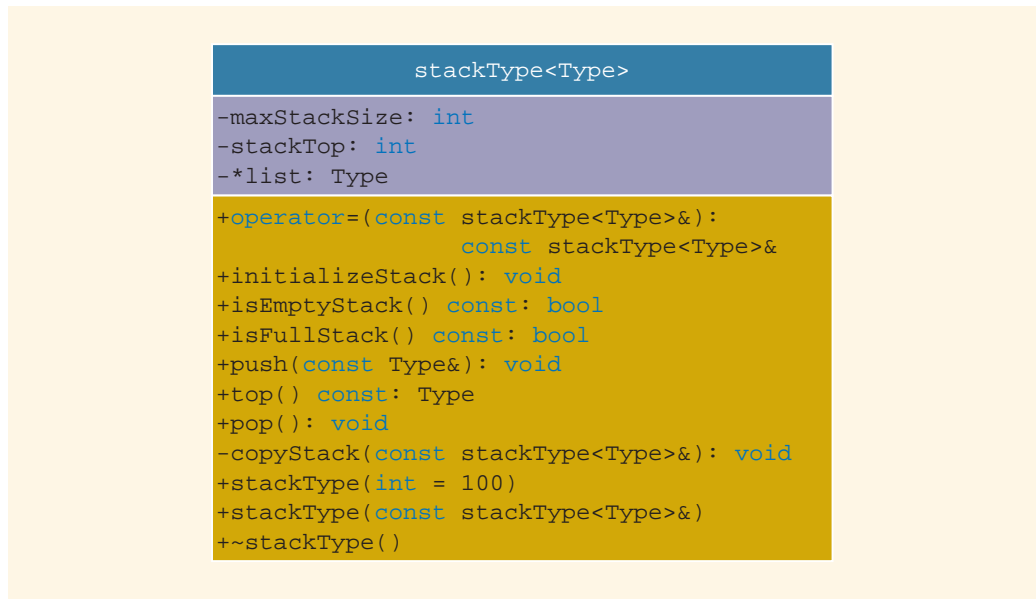 stackType<Type>
-maxStackSize: int
-stackTop: int
-*list: Type
+operator=(const stackType<Type>&):
const stackType<Type>&
+initializeStack(): void
+isEmptyStack() const: bool
+isFullStack() const: bool
+push(const Type&): void
+top() const: Type
+pop(): void
-copyStack(const stackType<Type>&): void
+stackType(int = 100)
+stackType(const stackType<Type>&)
+~stackType()